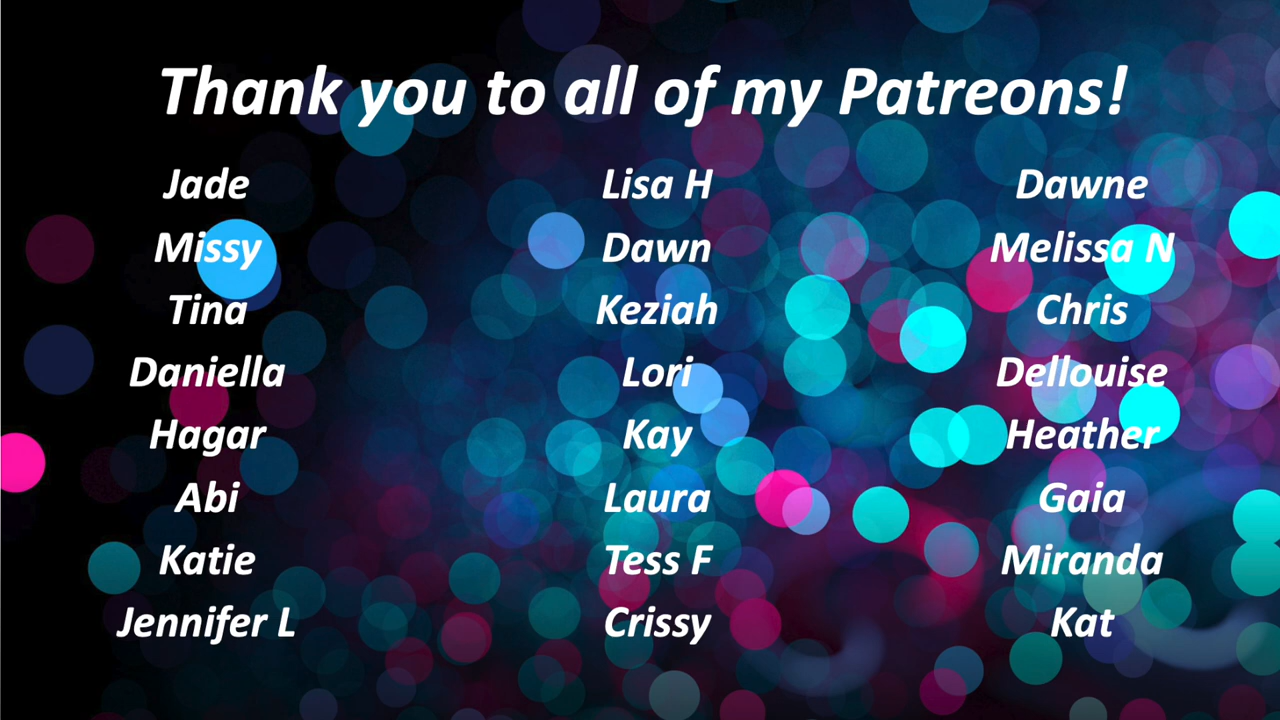 Thank you to all of my Patreons!
Jade
Missy
Tina
Daniella
Hagar
Abi
Katie
Jennifer L
Lisa H
Dawn
Keziah
Lori
Kay
Laura
Tess F
Crissy
Dawne
Melissa N
Chris
Dellouise
Heather
Gaia
Miranda
Kat